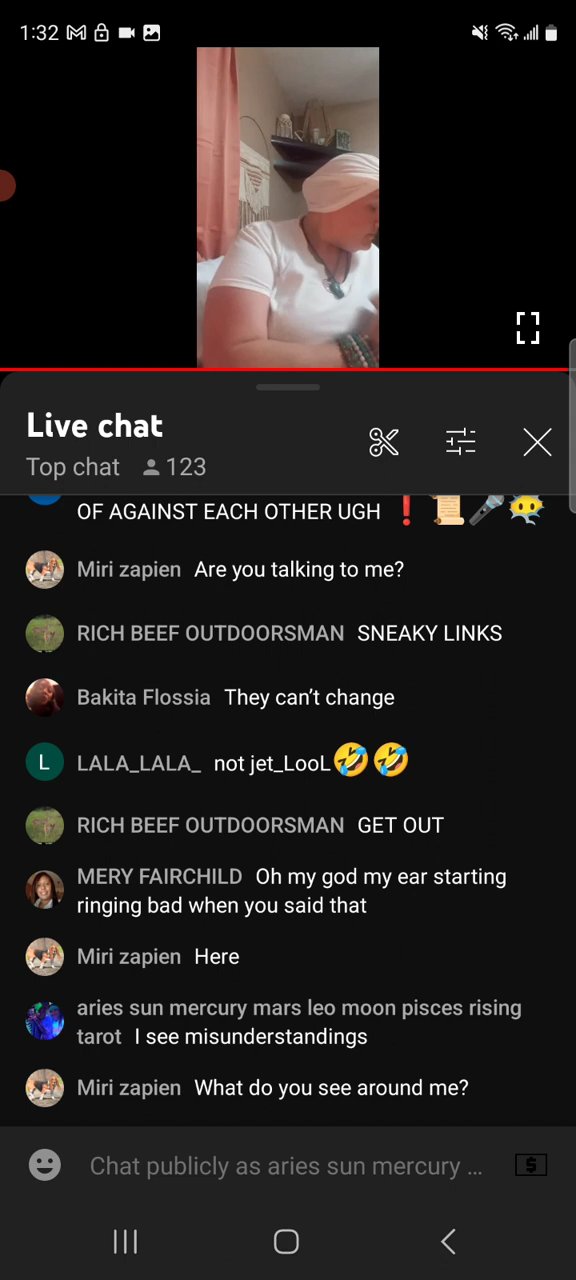 1:32
Live chat
Top chat 123
OF AGAINST EACH OTHER UGH ❗📜🎤😶‍🌫️
Miri zapien Are you talking to me?
RICH BEEF OUTDOORSMAN SNEAKY LINKS
Bakita Flossia They can’t change
L LALA_LALA_ not jet_LooL🤣🤣
RICH BEEF OUTDOORSMAN GET OUT
MERY FAIRCHILD Oh my god my ear starting
ringing bad when you said that
Miri zapien Here
aries sun mercury mars leo moon pisces rising
tarot I see misunderstandings
Miri zapien What do you see around me?
Chat publicly as aries sun mercury ...